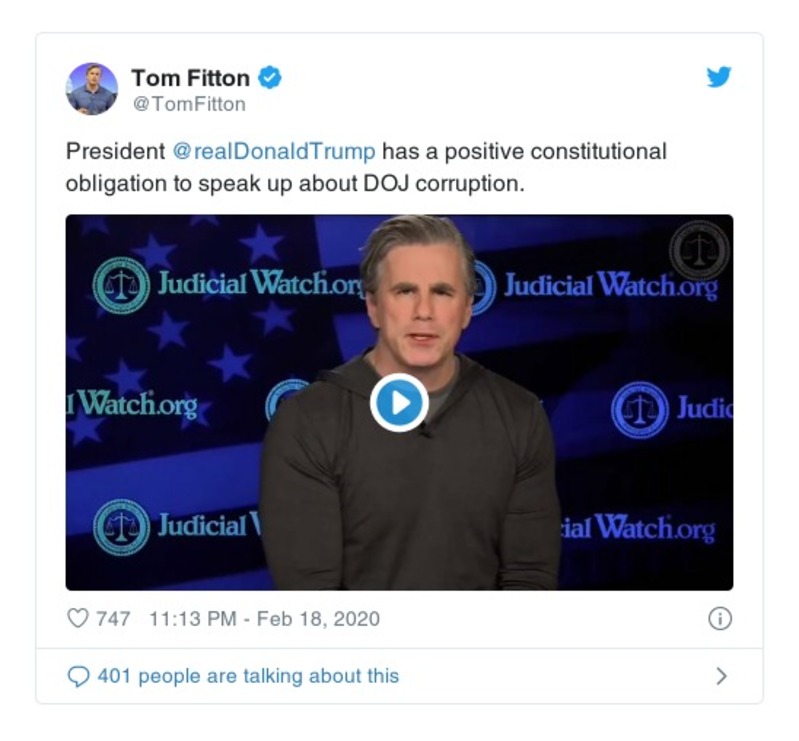 Tom Fitton
@TomFitton
President @realDonaldTrump has a positive constitutional
obligation to speak up about DOJ corruption.
Judicial Watch.org
Judicial Watch.org
l Watch.org
Judic
Judicial W
ial Watch.org
747 11:13 PM - Feb 18, 2020
401 people are talking about this